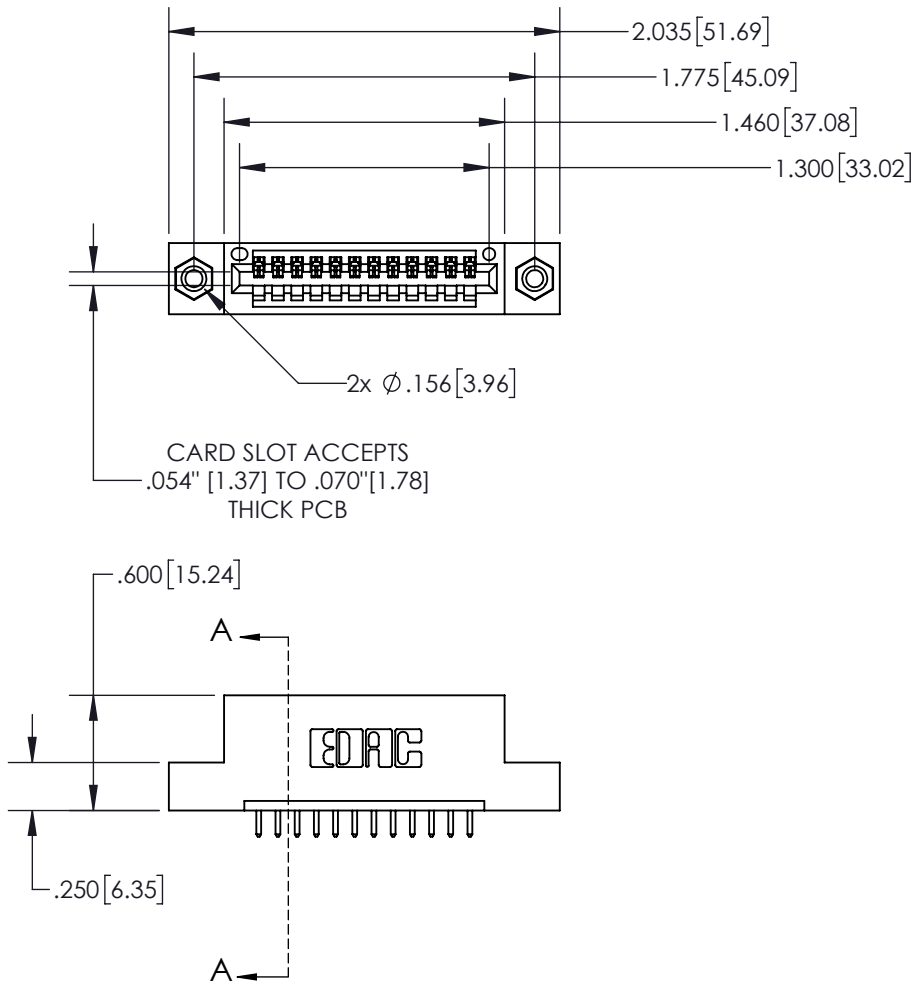 2.035[51.69]
1.775[45.09]
1.460[37.08]
1.300[33.02]
2x ∅.156[3.96]
CARD SLOT ACCEPTS
.054" [1.37] TO .070"[1.78]
THICK PCB
.600[15.24]
A
EDAC
.250[6.35]
A